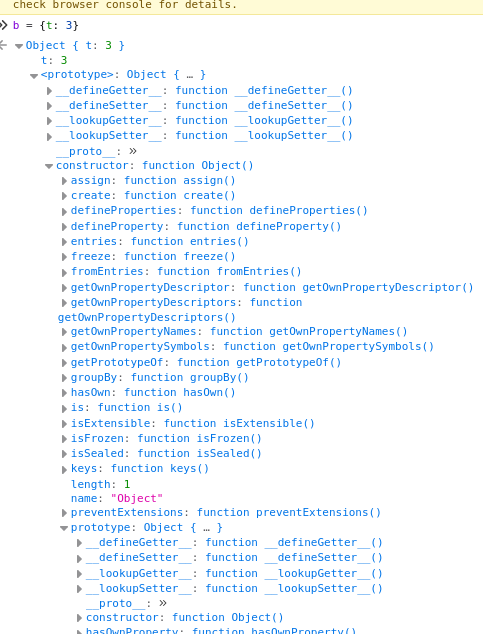 check browser console for details.
b = {t: 3}
Object { t: 3 }
t: 3
<prototype>: Object { … }
__defineGetter__: function __defineGetter__()
__defineSetter__: function __defineSetter__()
__lookupGetter__: function __lookupGetter__()
__lookupSetter__: function __lookupSetter__()
__proto__: »
constructor: function Object()
assign: function assign()
create: function create()
defineProperties: function defineProperties()
defineProperty: function defineProperty()
entries: function entries()
freeze: function freeze()
fromEntries: function fromEntries()
getOwnPropertyDescriptor: function getOwnPropertyDescriptor()
getOwnPropertyDescriptors: function
getOwnPropertyDescriptors()
getOwnPropertyNames: function getOwnPropertyNames()
getOwnPropertySymbols: function getOwnPropertySymbols()
getPrototypeOf: function getPrototypeOf()
groupBy: function groupBy()
hasOwn: function hasOwn()
is: function is()
isExtensible: function isExtensible()
isFrozen: function isFrozen()
isSealed: function isSealed()
keys: function keys()
length: 1
name: "Object"
preventExtensions: function preventExtensions()
prototype: Object { … }
__defineGetter__: function __defineGetter__()
__defineSetter__: function __defineSetter__()
__lookupGetter__: function __lookupGetter__()
__lookupSetter__: function __lookupSetter__()
__proto__: »
constructor: function Object()
hasOwnProperty: function hasOwnProperty()